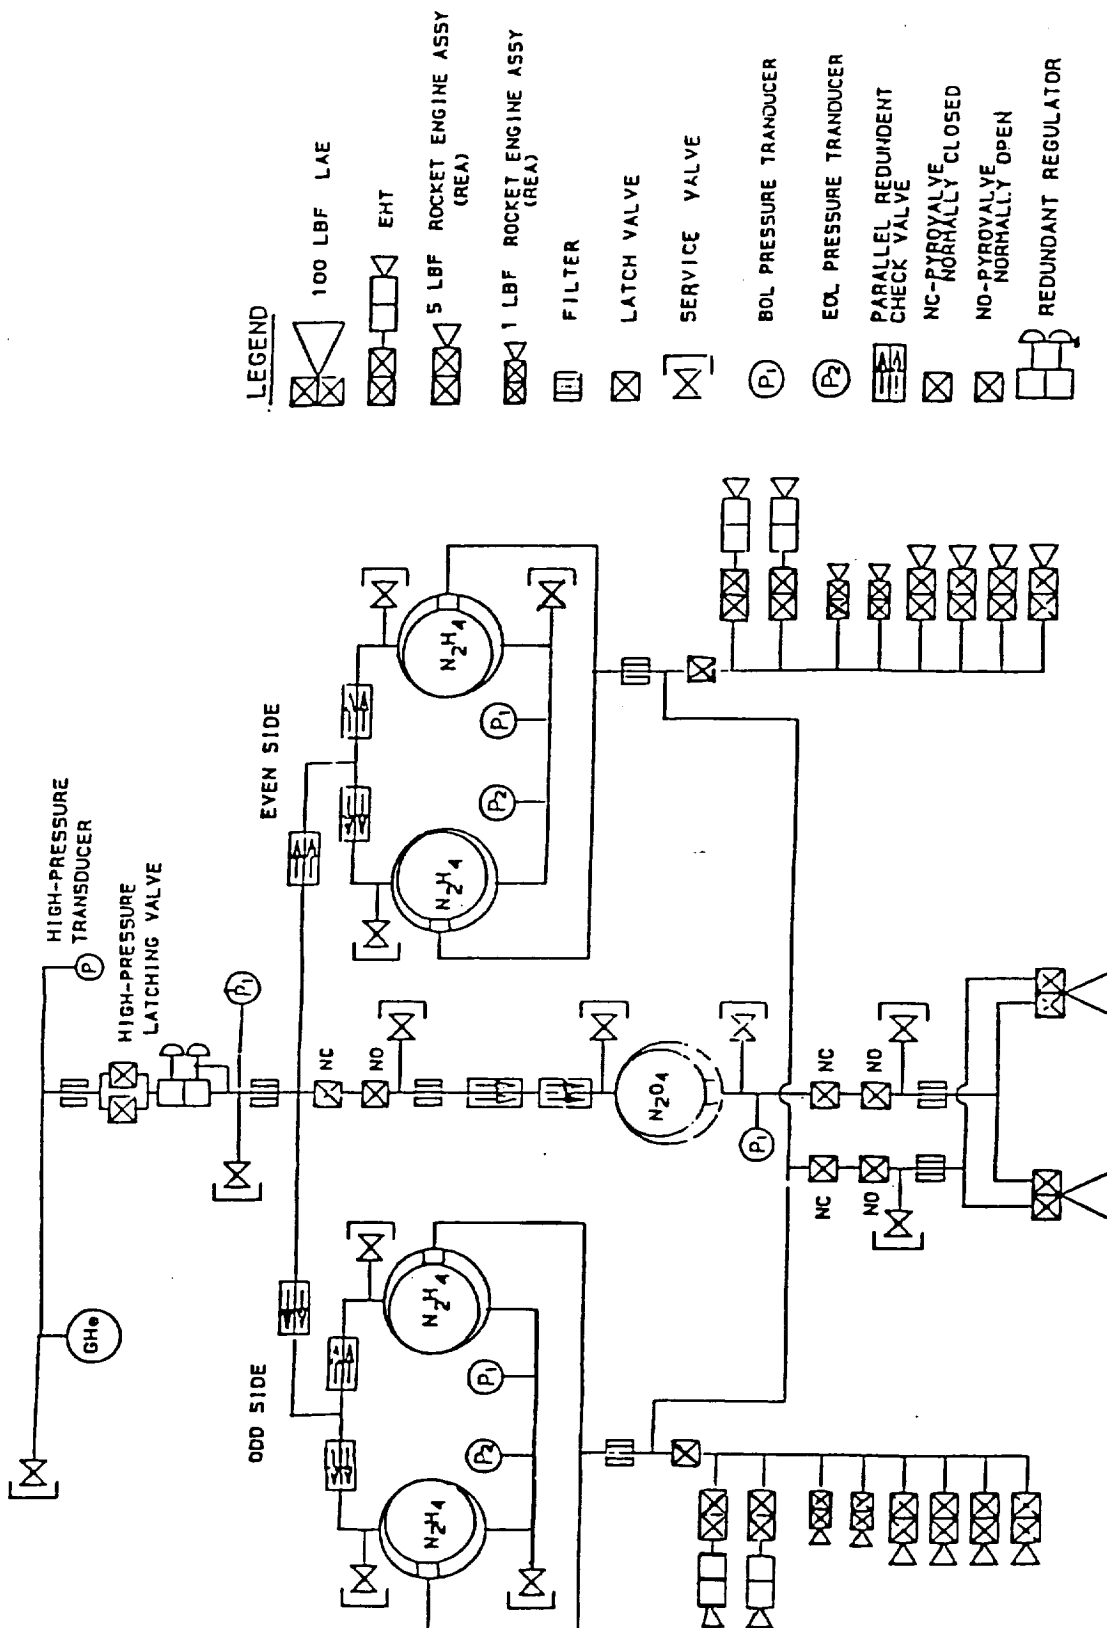 LEGEND
100 LBF LAE
EHT
5 LBF ROCKET ENGINE ASSY
(REA)
1 LBF ROCKET ENGINE ASSY
(REA)
FILTER
LATCH VALVE
SERVICE VALVE
P1 BOL PRESSURE TRANDUCER
P2 EOL PRESSURE TRANDUCER
PARALLEL REDUNDENT
CHECK VALVE
NC-PYROVALVE
NORMALLY CLOSED
NO-PYROVALVE
NORMALLY OPEN
REDUNDANT REGULATOR
HIGH-PRESSURE
TRANSDUCER
P
HIGH-PRESSURE
LATCHING VALVE
GHe
P1
EVEN SIDE
ODD SIDE
NC
NO
N2H4
N2H4
P1
P2
N2H4
N2H4
P1
P2
N2O4
P1
NC
NO
NC
NO